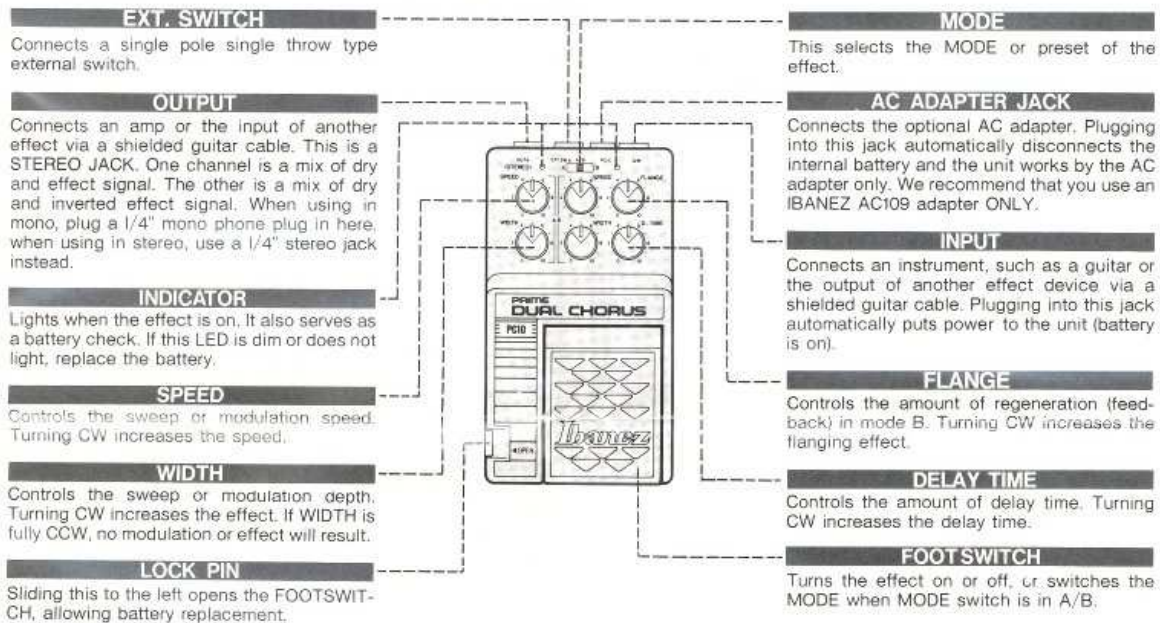 EXT. SWITCH
Connects a single pole single throw type
external switch.
OUTPUT
Connects an amp or the input of another
effect via a shielded guitar cable. This is a
STEREO JACK. One channel is a mix of dry
and effect signal. The other is a mix of dry
and inverted effect signal. When using in
mono, plug a I/4" mono phone plug in here,
when using in stereo, use a I/4" stereo jack
instead.
INDICATOR
Lights when the effect is on. It also serves as
a battery check. If this LED is dim or does not
light, replace the battery.
SPEED
Controls the sweep or modulation speed.
Turning CW increases the speed.
WIDTH
Controls the sweep or modulation depth.
Turning CW increases the effect. If WIDTH is
fully CCW, no modulation or effect will result.
LOCK PIN
Sliding this to the left opens the FOOTSWIT-
CH, allowing battery replacement.
SPEED
SPEED
FLANGE
WIDTH
WIDTH
D. TIME
PRIME
DUAL CHORUS
PC10
Ibanez
OPEN
MODE
This selects the MODE or preset of the
effect.
AC ADAPTER JACK
Connects the optional AC adapter. Plugging
into this jack automatically disconnects the
internal battery and the unit works by the AC
adapter only. We recommend that you use an
IBANEZ AC109 adapter ONLY.
INPUT
Connects an instrument, such as a guitar or
the output of another effect device via a
shielded guitar cable. Plugging into this jack
automatically puts power to the unit (battery
is on).
FLANGE
Controls the amount of regeneration (feed-
back) in mode B. Turning CW increases the
flanging effect.
DELAY TIME
Controls the amount of delay time. Turning
CW increases the delay time.
FOOTSWITCH
Turns the effect on or off, or switches the
MODE when MODE switch is in A/B.